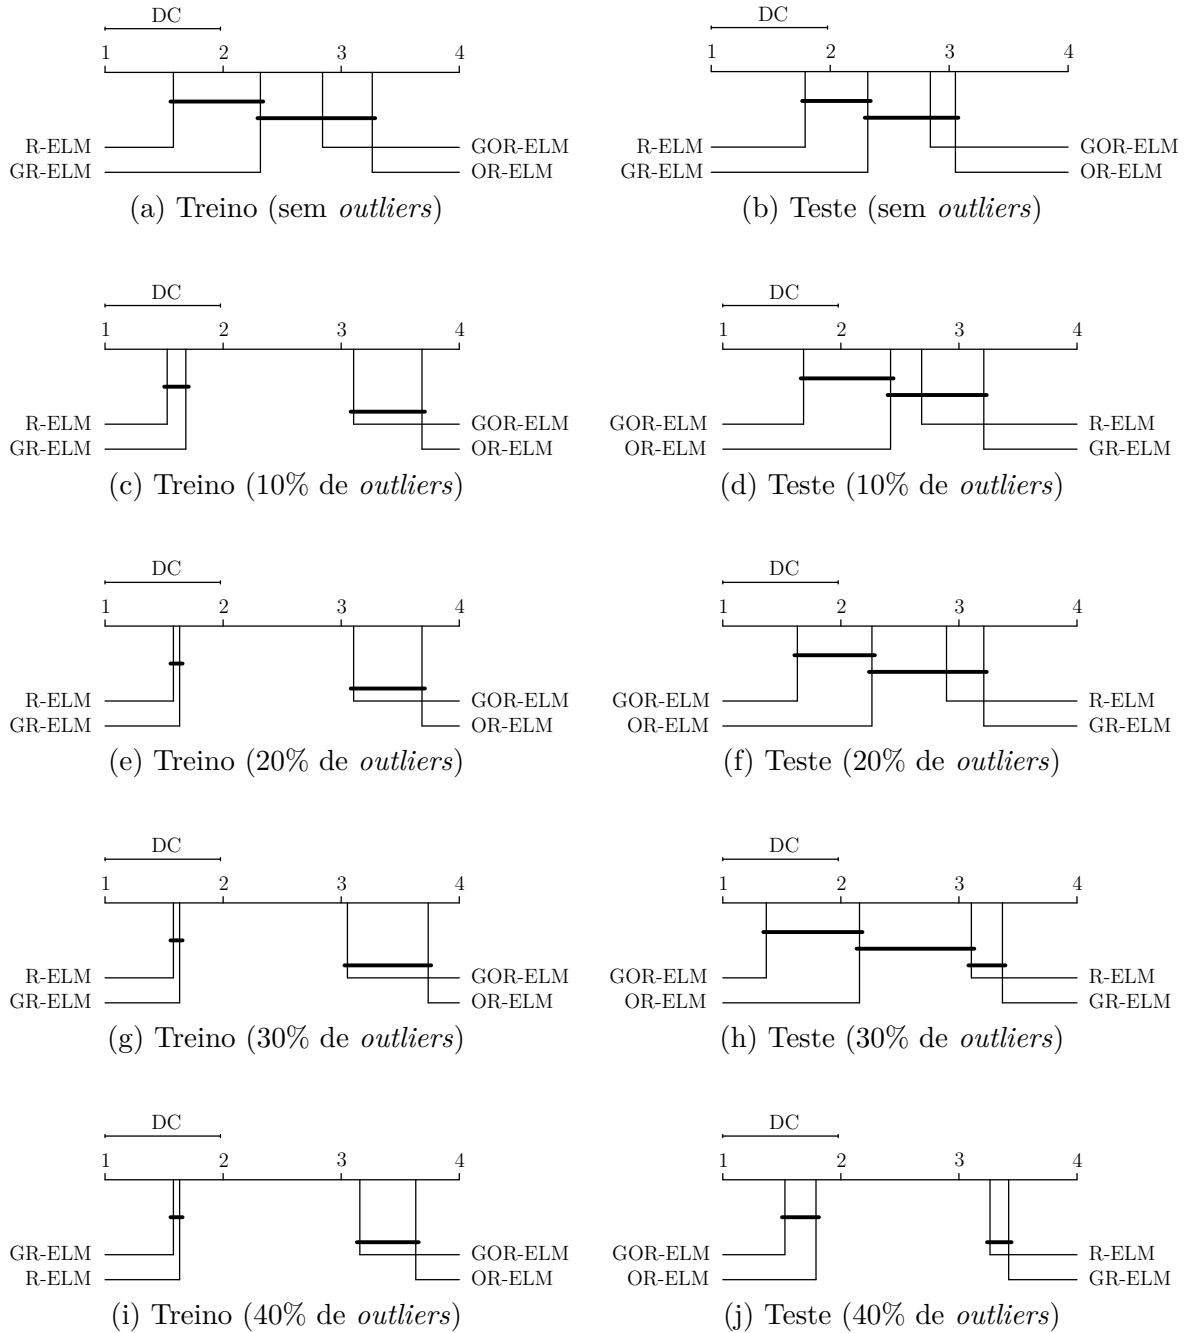 DC
1 2 3 4
R-ELM GOR-ELM
GR-ELM OR-ELM
(a) Treino (sem outliers)
DC
1 2 3 4
R-ELM GOR-ELM
GR-ELM OR-ELM
(b) Teste (sem outliers)
DC
1 2 3 4
R-ELM GOR-ELM
GR-ELM OR-ELM
(c) Treino (10% de outliers)
DC
1 2 3 4
GOR-ELM R-ELM
OR-ELM GR-ELM
(d) Teste (10% de outliers)
DC
1 2 3 4
R-ELM GOR-ELM
GR-ELM OR-ELM
(e) Treino (20% de outliers)
DC
1 2 3 4
GOR-ELM R-ELM
OR-ELM GR-ELM
(f) Teste (20% de outliers)
DC
1 2 3 4
R-ELM GOR-ELM
GR-ELM OR-ELM
(g) Treino (30% de outliers)
DC
1 2 3 4
GOR-ELM R-ELM
OR-ELM GR-ELM
(h) Teste (30% de outliers)
DC
1 2 3 4
GR-ELM GOR-ELM
R-ELM OR-ELM
(i) Treino (40% de outliers)
DC
1 2 3 4
GOR-ELM R-ELM
OR-ELM GR-ELM
(j) Teste (40% de outliers)